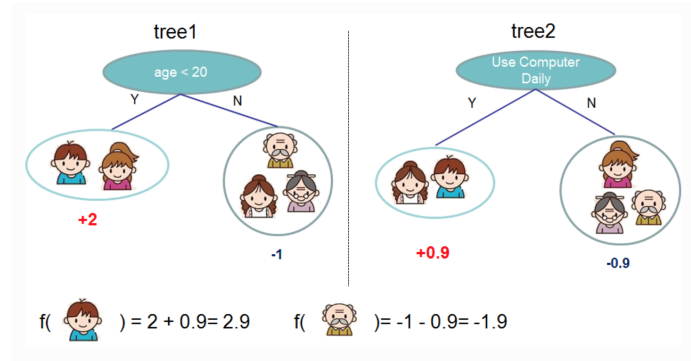 tree1
tree2
age < 20
Use Computer
Daily
Y
N
Y
N
+2
-1
+0.9
-0.9
f( ) = 2 + 0.9= 2.9
f( )= -1 - 0.9= -1.9